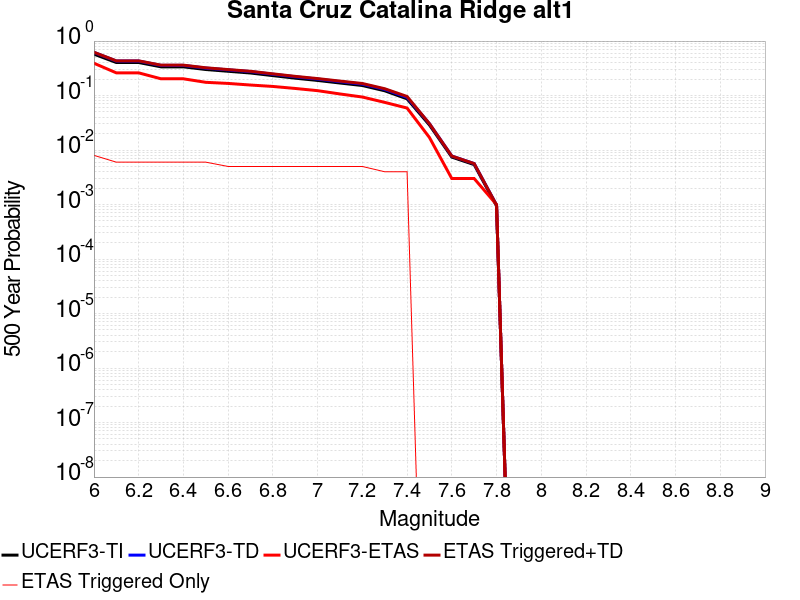 Santa Cruz Catalina Ridge alt1
500 Year Probability
10^0
10^-1
10^-2
10^-3
10^-4
10^-5
10^-6
10^-7
10^-8
6 6.2 6.4 6.6 6.8 7 7.2 7.4 7.6 7.8 8 8.2 8.4 8.6 8.8 9
Magnitude
UCERF3-TI UCERF3-TD UCERF3-ETAS ETAS Triggered+TD
ETAS Triggered Only